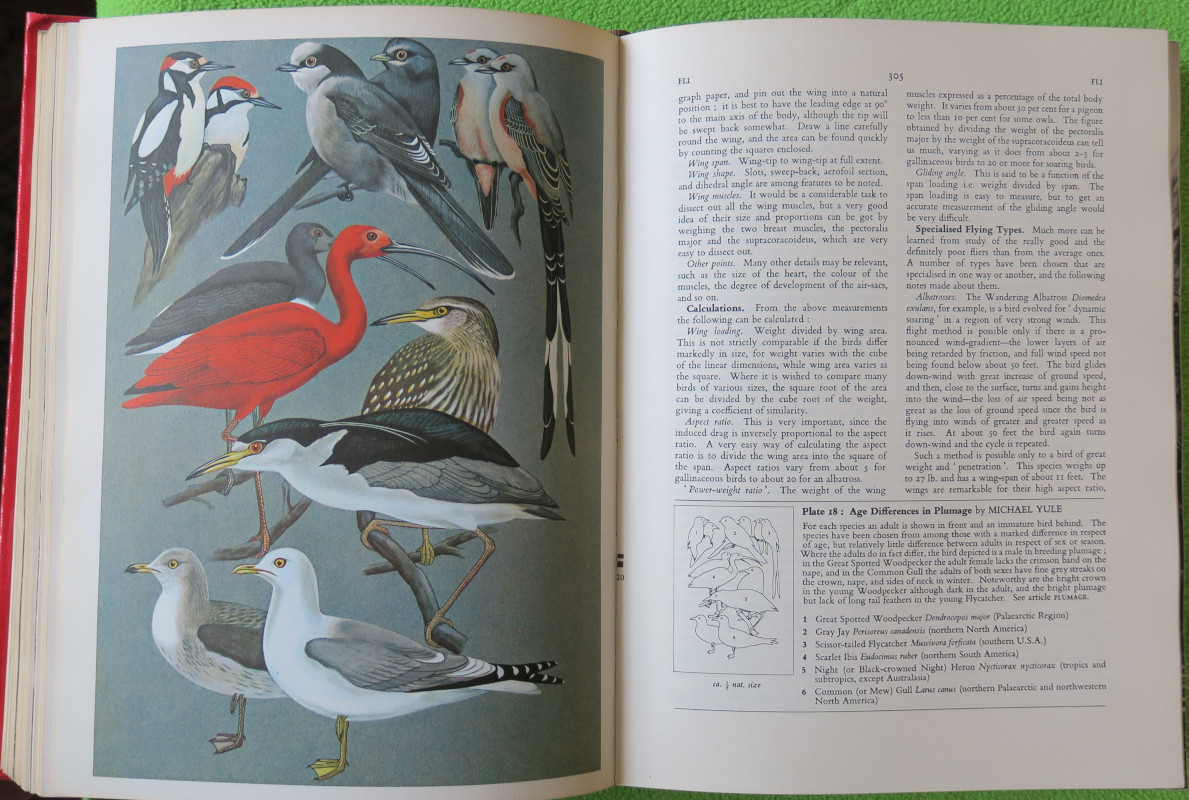 FLI
305
FLI
graph paper, and pin out the wing into a natural
position ; it is best to have the leading edge at 90°
to the main axis of the body, although the tip will
be swept back somewhat. Draw a line carefully
round the wing, and the area can be found quickly
by counting the squares enclosed.
Wing span. Wing-tip to wing-tip at full extent.
Wing shape. Slots, sweep-back, aerofoil section,
and dihedral angle are among features to be noted.
Wing muscles. It would be a considerable task to
dissect out all the wing muscles, but a very good
idea of their size and proportions can be got by
weighing the two breast muscles, the pectoralis
major and the supracoracoideus, which are very
easy to dissect out.
Other points. Many other details may be relevant,
such as the size of the heart, the colour of the
muscles, the degree of development of the air-sacs,
and so on.
Calculations. From the above measurements
the following can be calculated :
Wing loading. Weight divided by wing area.
This is not strictly comparable if the birds differ
markedly in size, for weight varies with the cube
of the linear dimensions, while wing area varies as
the square. Where it is wished to compare many
birds of various sizes, the square root of the area
can be divided by the cube root of the weight,
giving a coefficient of similarity.
Aspect ratio. This is very important, since the
induced drag is inversely proportional to the aspect
ratio. A very easy way of calculating the aspect
ratio is to divide the wing area into the square of
the span. Aspect ratios vary from about 5 for
gallinaceous birds to about 20 for an albatross.
' Power-weight ratio '. The weight of the wing
muscles expressed as a percentage of the total body
weight. It varies from about 30 per cent for a pigeon
to less than 10 per cent for some owls. The figure
obtained by dividing the weight of the pectoralis
major by the weight of the supracoracoideus can tell
us much, varying as it does from about 2–3 for
gallinaceous birds to 20 or more for soaring birds.
Gliding angle. This is said to be a function of the
span loading i.e. weight divided by span. The
span loading is easy to measure, but to get an
accurate measurement of the gliding angle would
be very difficult.
Specialised Flying Types. Much more can be
learned from study of the really good and the
definitely poor fliers than from the average ones.
A number of types have been chosen that are
specialised in one way or another, and the following
notes made about them.
Albatrosses. The Wandering Albatross Diomedea
exulans, for example, is a bird evolved for ' dynamic
soaring ' in a region of very strong winds. This
flight method is possible only if there is a pro-
nounced wind-gradient—the lower layers of air
being retarded by friction, and full wind speed not
being found below about 50 feet. The bird glides
down-wind with great increase of ground speed,
and then, close to the surface, turns and gains height
into the wind—the loss of air speed being not as
great as the loss of ground speed since the bird is
flying into winds of greater and greater speed as
it rises. At about 50 feet the bird again turns
down-wind and the cycle is repeated.
Such a method is possible only to a bird of great
weight and ' penetration '. This species weighs up
to 27 lb. and has a wing-span of about 11 feet. The
wings are remarkable for their high aspect ratio,
20
Plate 18 : Age Differences in Plumage by MICHAEL YULE
For each species an adult is shown in front and an immature bird behind. The
species have been chosen from among those with a marked difference in respect
of age, but relatively little difference between adults in respect of sex or season.
Where the adults do in fact differ, the bird depicted is a male in breeding plumage ;
in the Great Spotted Woodpecker the adult female lacks the crimson band on the
nape, and in the Common Gull the adults of both sexes have fine grey streaks on
the crown, nape, and sides of neck in winter. Noteworthy are the bright crown
in the young Woodpecker although dark in the adult, and the bright plumage
but lack of long tail feathers in the young Flycatcher. See article PLUMAGE.
1 Great Spotted Woodpecker Dendrocopos major (Palaearctic Region)
2 Gray Jay Perisoreus canadensis (northern North America)
3 Scissor-tailed Flycatcher Muscivora forficata (southern U.S.A.)
4 Scarlet Ibis Eudocimus ruber (northern South America)
5 Night (or Black-crowned Night) Heron Nycticorax nycticorax (tropics and
subtropics, except Australasia)
6 Common (or Mew) Gull Larus canus (northern Palaearctic and northwestern
North America)
ca. nat. size